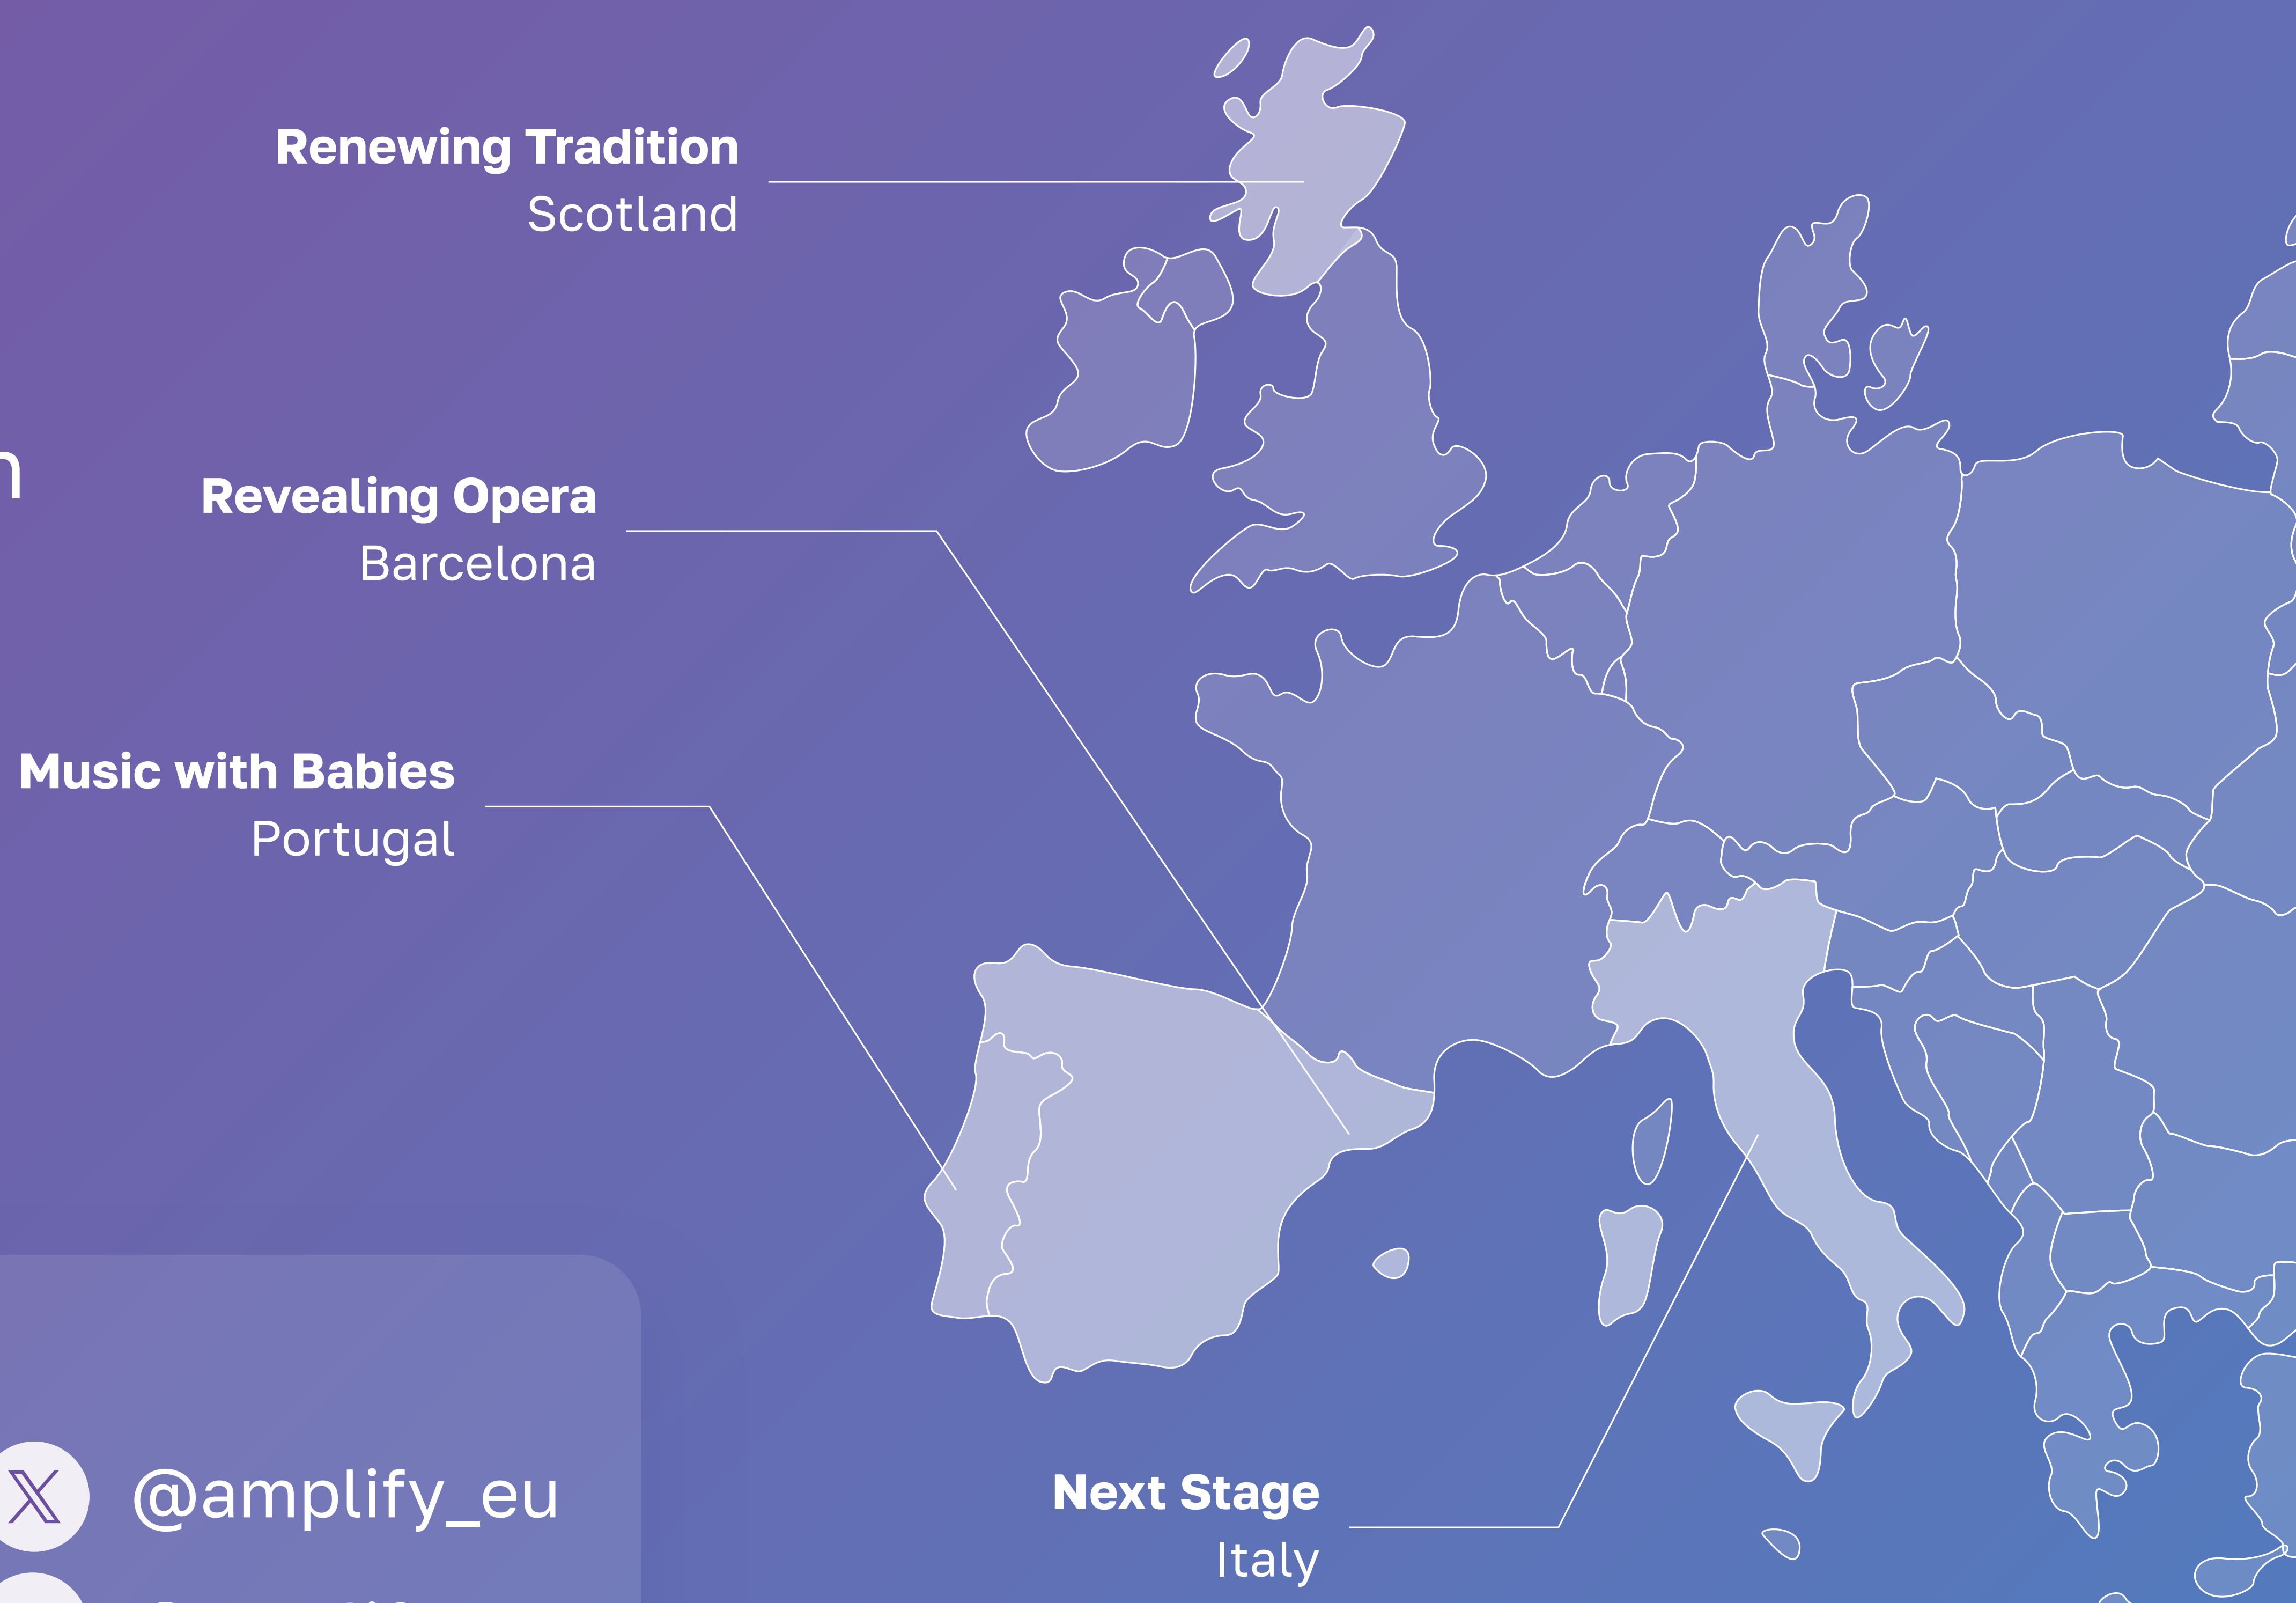 Renewing Tradition
Scotland
Revealing Opera
Barcelona
Music with Babies
Portugal
@amplify_eu
Next Stage
Italy